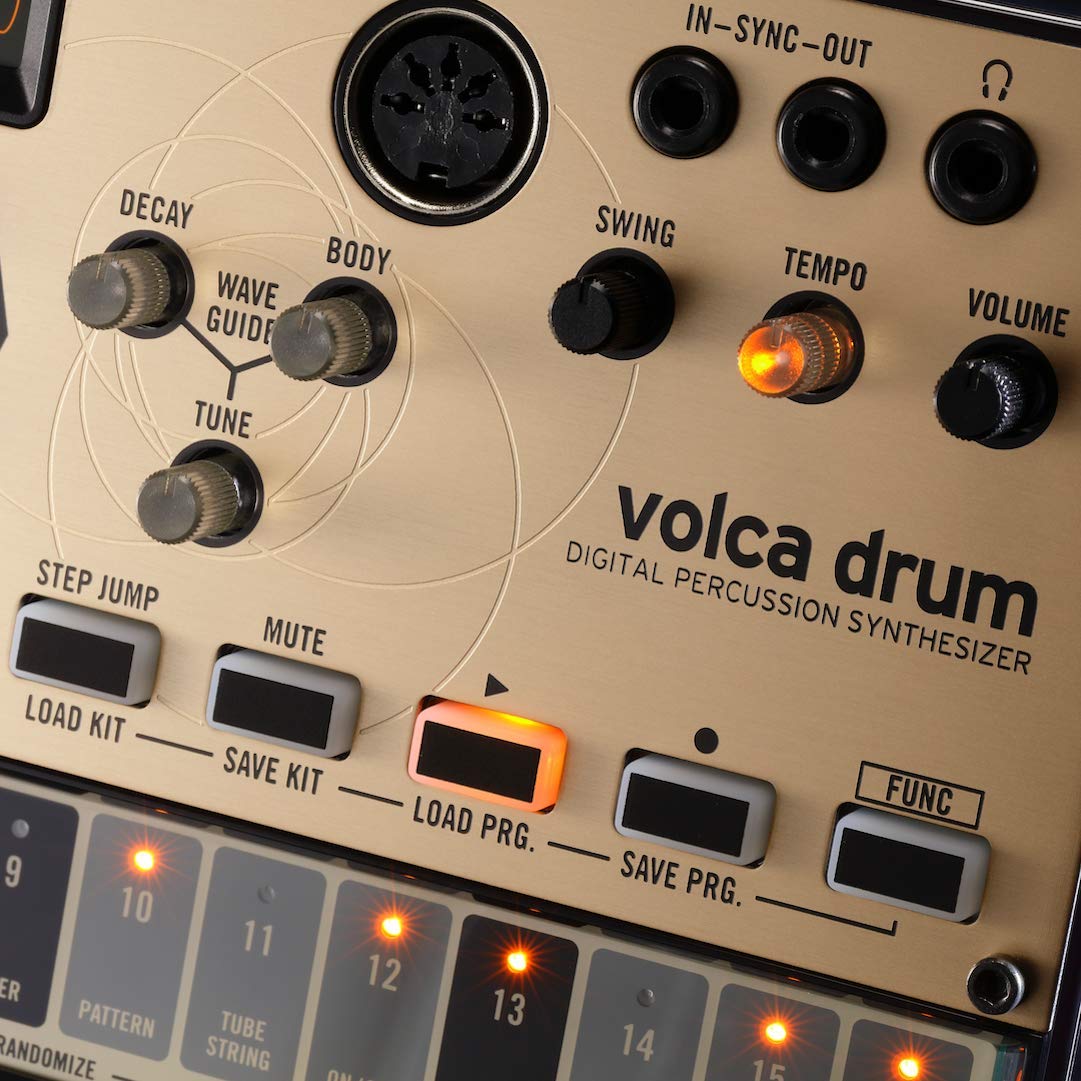 IN–SYNC–OUT
DECAY
BODY
WAVE
GUIDE
TUNE
SWING
TEMPO
VOLUME
volca drum
DIGITAL PERCUSSION SYNTHESIZER
STEP JUMP
MUTE
FUNC
LOAD KIT
SAVE KIT
LOAD PRG.
SAVE PRG.
9
10
PATTERN
11
TUBE
STRING
12
13
14
15
RANDOMIZE